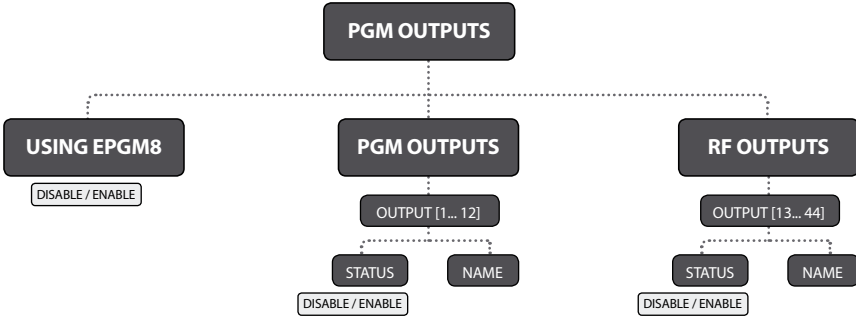 PGM OUTPUTS
USING EPGM8
PGM OUTPUTS
RF OUTPUTS
DISABLE / ENABLE
OUTPUT [1... 12]
OUTPUT [13... 44]
STATUS
NAME
STATUS
NAME
DISABLE / ENABLE
DISABLE / ENABLE